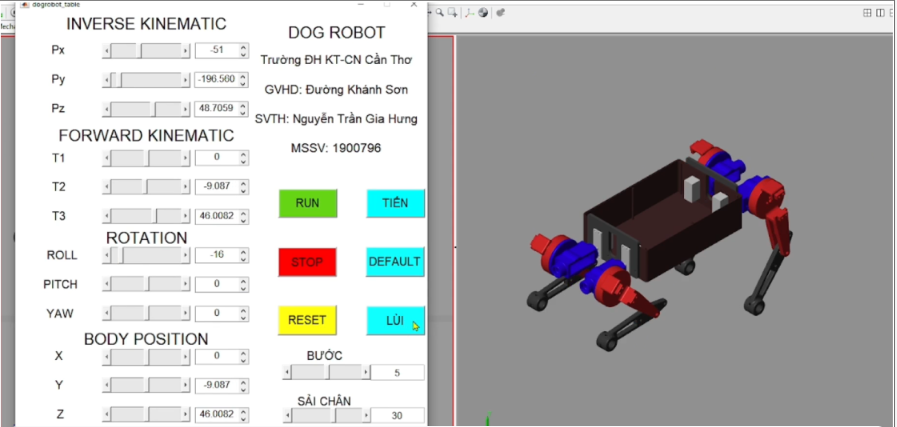 dogrobot_table
INVERSE KINEMATIC
Px -51
Py -196.560
Pz 48.7059
FORWARD KINEMATIC
T1 0
T2 -9.087
T3 46.0082
ROTATION
ROLL -16
PITCH 0
YAW 0
BODY POSITION
X 0
Y -9.087
Z 46.0082
DOG ROBOT
Trường ĐH KT-CN Cần Thơ
GVHD: Đường Khánh Sơn
SVTH: Nguyễn Trần Gia Hưng
MSSV: 1900796
RUN TIẾN
STOP DEFAULT
RESET LÙI
BƯỚC
5
SẢI CHÂN
30